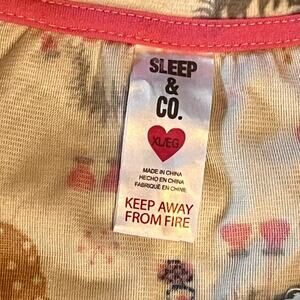 SLEEP
&
CO.
XL/EG
MADE IN CHINA
HECHO EN CHINA
FABRIQUÉ EN CHINE
KEEP AWAY
FROM FIRE